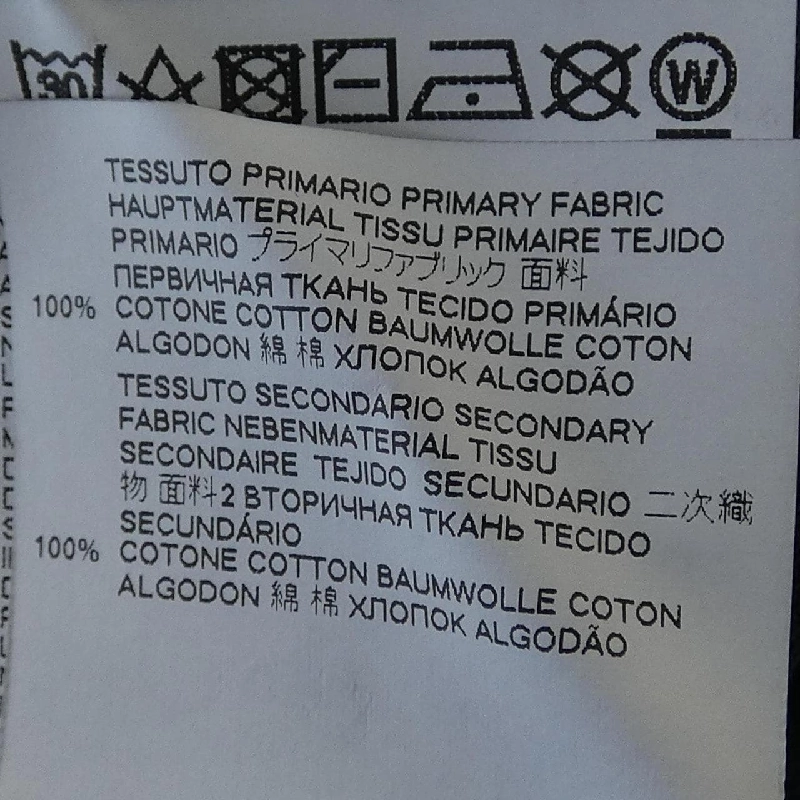 30
W
TESSUTO PRIMARIO PRIMARY FABRIC
HAUPTMATERIAL TISSU PRIMAIRE TEJIDO
PRIMARIO プライマリファブリック 面料
ПЕРВИЧНАЯ ТКАНЬ TECIDO PRIMÁRIO
100% COTONE COTTON BAUMWOLLE COTON
ALGODON 綿 棉 ХЛОПОК ALGODÃO
TESSUTO SECONDARIO SECONDARY
FABRIC NEBENMATERIAL TISSU
SECONDAIRE TEJIDO SECUNDARIO 二次織
物 面料2 ВТОРИЧНАЯ ТКАНЬ TECIDO
SECUNDÁRIO
100% COTONE COTTON BAUMWOLLE COTON
ALGODON 綿 棉 ХЛОПОК ALGODÃO